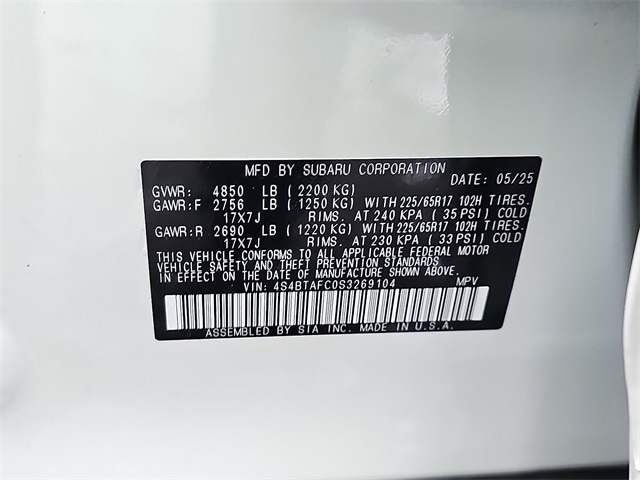 MFD BY SUBARU CORPORATION
DATE: 05/25
GVWR: 4850 LB ( 2200 KG)
GAWR:F 2756 LB ( 1250 KG) WITH 225/65R17 102H TIRES.
17X7J RIMS. AT 240 KPA ( 35 PSI) COLD
GAWR:R 2690 LB ( 1220 KG) WITH 225/65R17 102H TIRES.
17X7J RIMS. AT 230 KPA ( 33 PSI) COLD
THIS VEHICLE CONFORMS TO ALL APPLICABLE FEDERAL MOTOR
VEHICLE SAFETY AND THEFT PREVENTION STANDARDS
IN EFFECT ON THE DATE OF MANUFACTURE SHOWN ABOVE.
VIN: 4S4BTAFC0S3269104 MPV
ASSEMBLED BY SIA INC. MADE IN U.S.A.